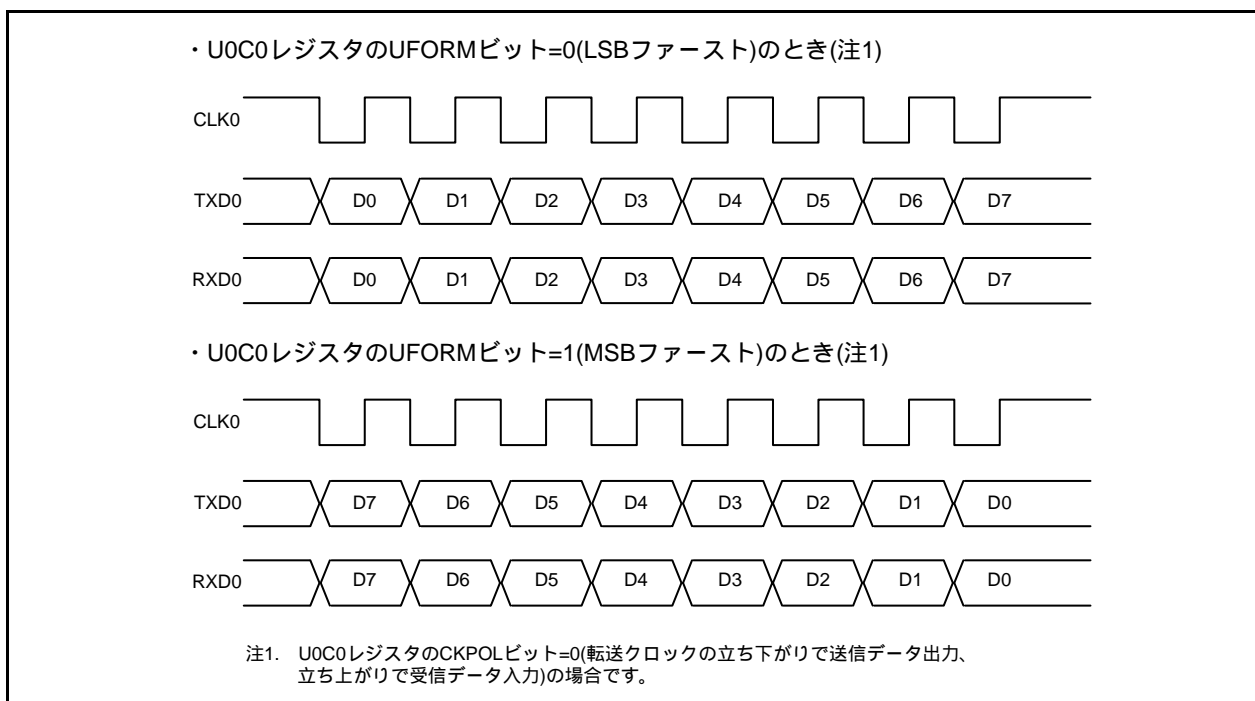 ・U0C0レジスタのUFORMビット=0(LSBファースト)のとき(注1)
CLK0
TXD0 D0 D1 D2 D3 D4 D5 D6 D7
RXD0 D0 D1 D2 D3 D4 D5 D6 D7
・U0C0レジスタのUFORMビット=1(MSBファースト)のとき(注1)
CLK0
TXD0 D7 D6 D5 D4 D3 D2 D1 D0
RXD0 D7 D6 D5 D4 D3 D2 D1 D0
注1. U0C0レジスタのCKPOLビット=0(転送クロックの立ち下がりで送信データ出力、
立ち上がりで受信データ入力)の場合です。